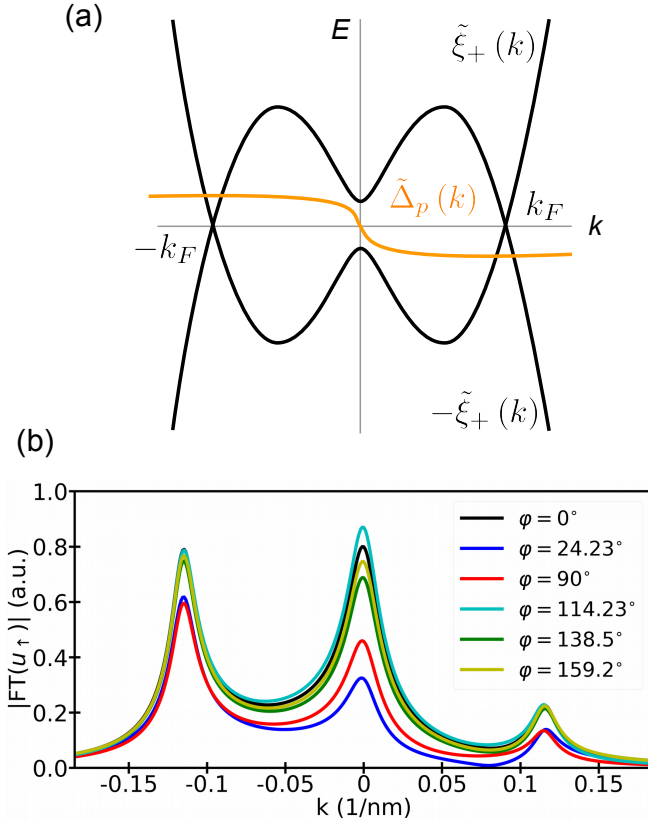 (a)
E
ξ̃₊(k)
Δ̃ₚ(k)
k_F
k
−k_F
−ξ̃₊(k)
(b)
|FT(u↑)| (a.u.)
1.0
0.8
0.6
0.4
0.2
0.0
φ = 0°
φ = 24.23°
φ = 90°
φ = 114.23°
φ = 138.5°
φ = 159.2°
-0.15 -0.1 -0.05 0 0.05 0.1 0.15
k (1/nm)